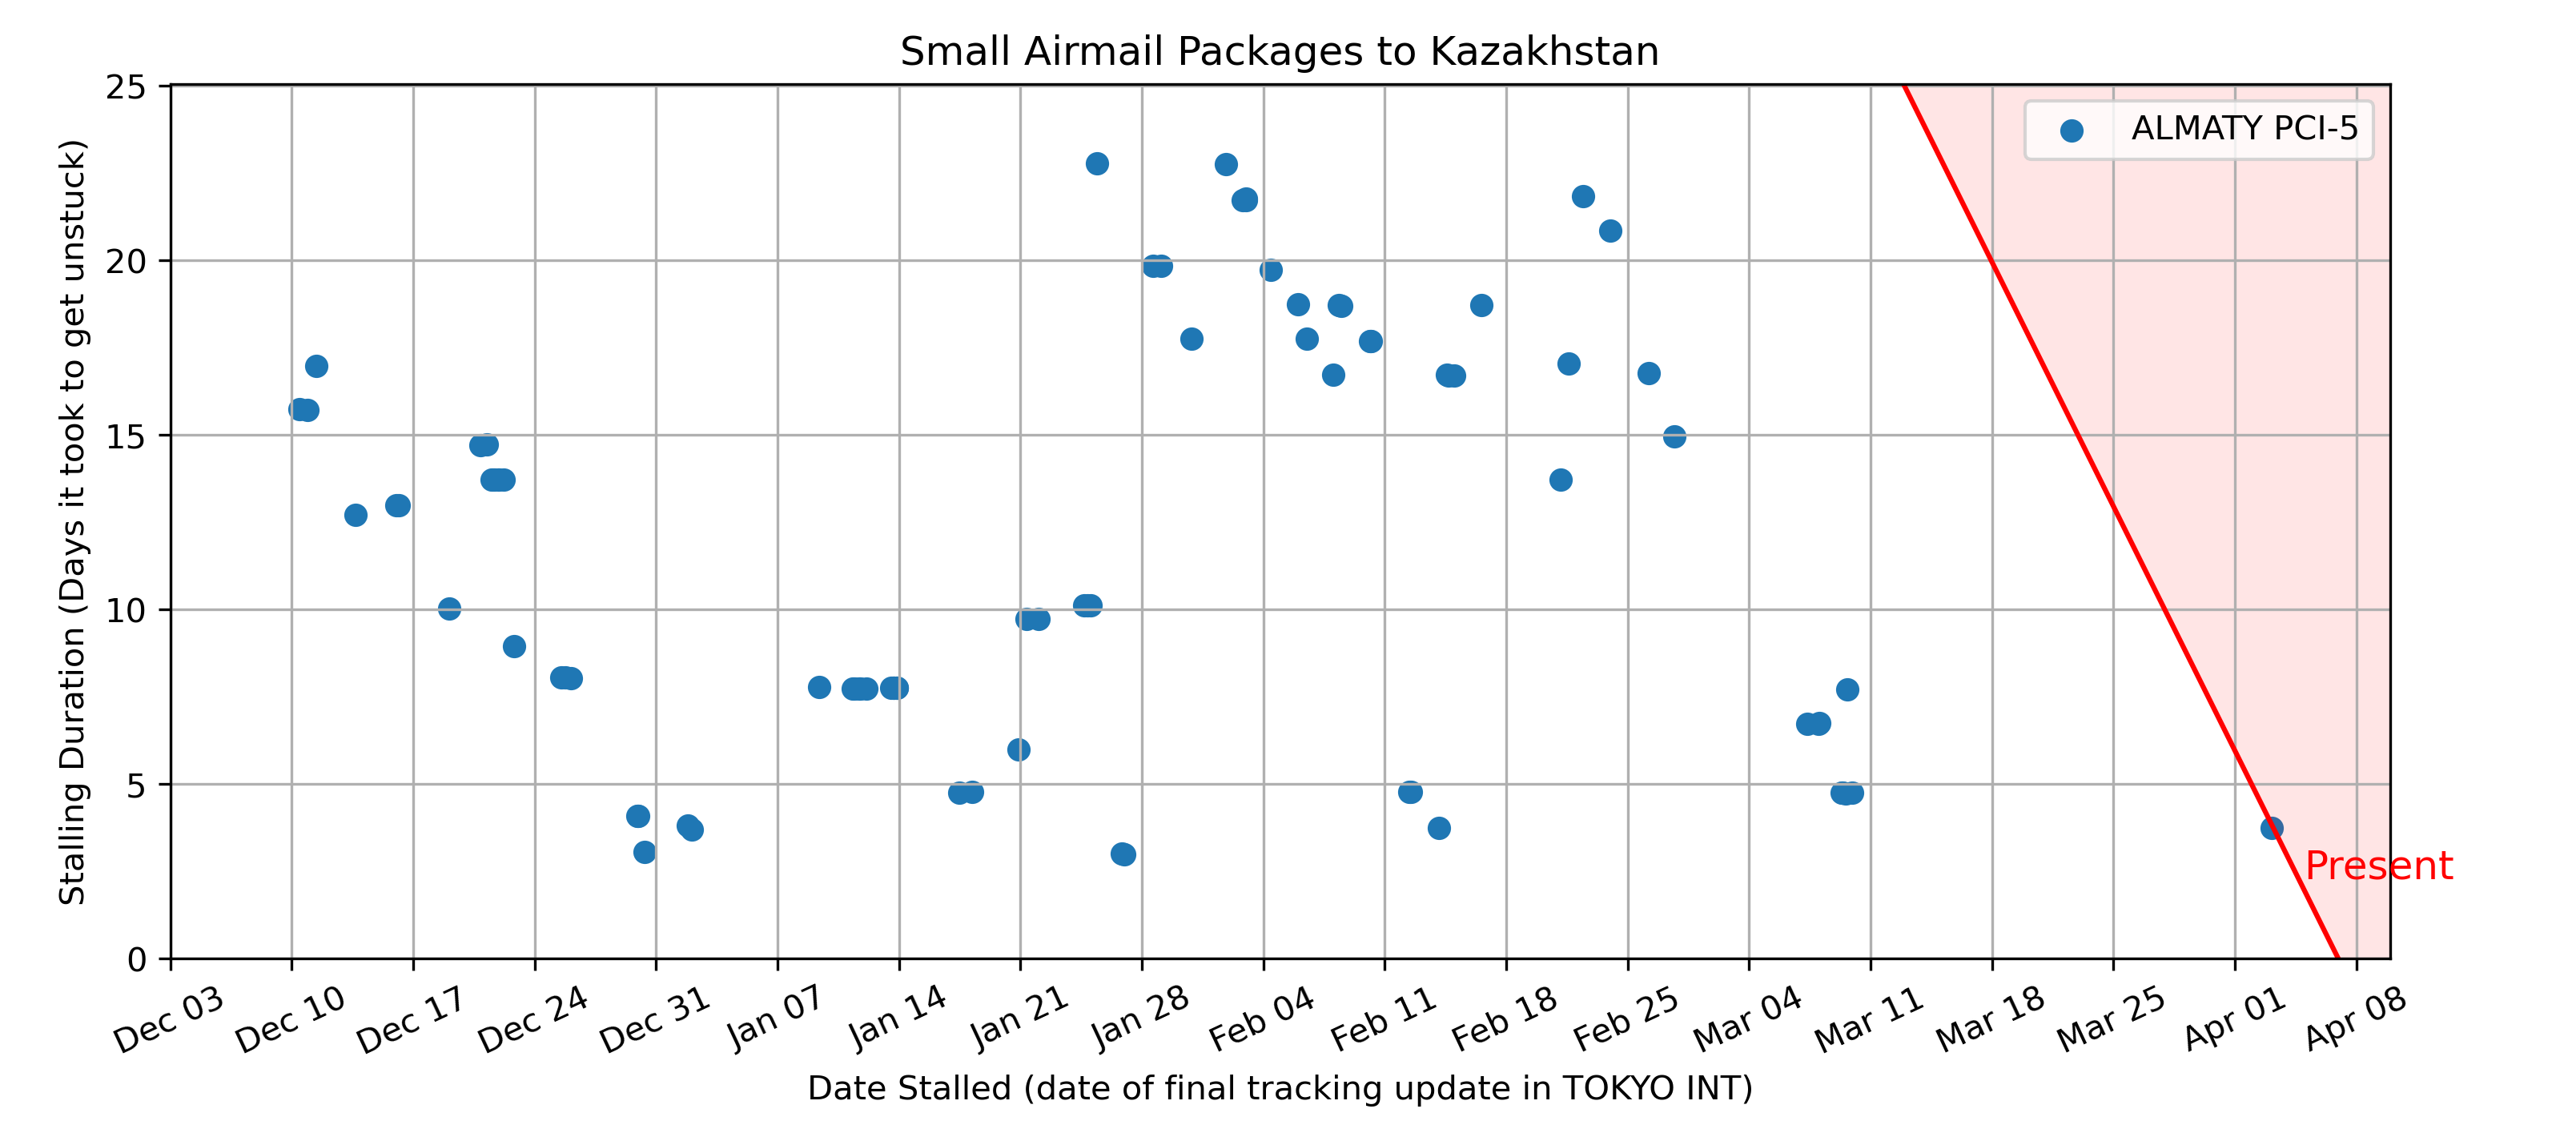 Small Airmail Packages to Kazakhstan
ALMATY PCI-5
Stalling Duration (Days it took to get unstuck)
25
20
15
10
5
0
Present
Dec 03
Dec 10
Dec 17
Dec 24
Dec 31
Jan 07
Jan 14
Jan 21
Jan 28
Feb 04
Feb 11
Feb 18
Feb 25
Mar 04
Mar 11
Mar 18
Mar 25
Apr 01
Apr 08
Date Stalled (date of final tracking update in TOKYO INT)